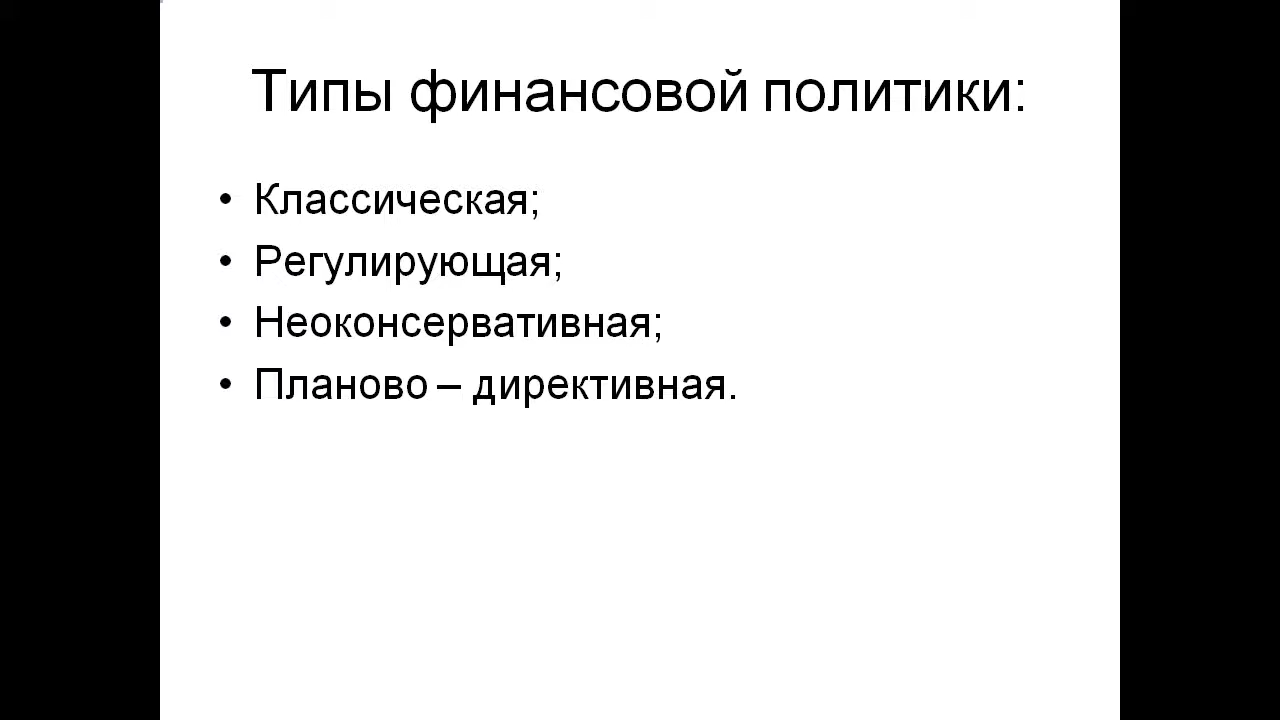 Типы финансовой политики:
• Классическая;
• Регулирующая;
• Неоконсервативная;
• Планово – директивная.